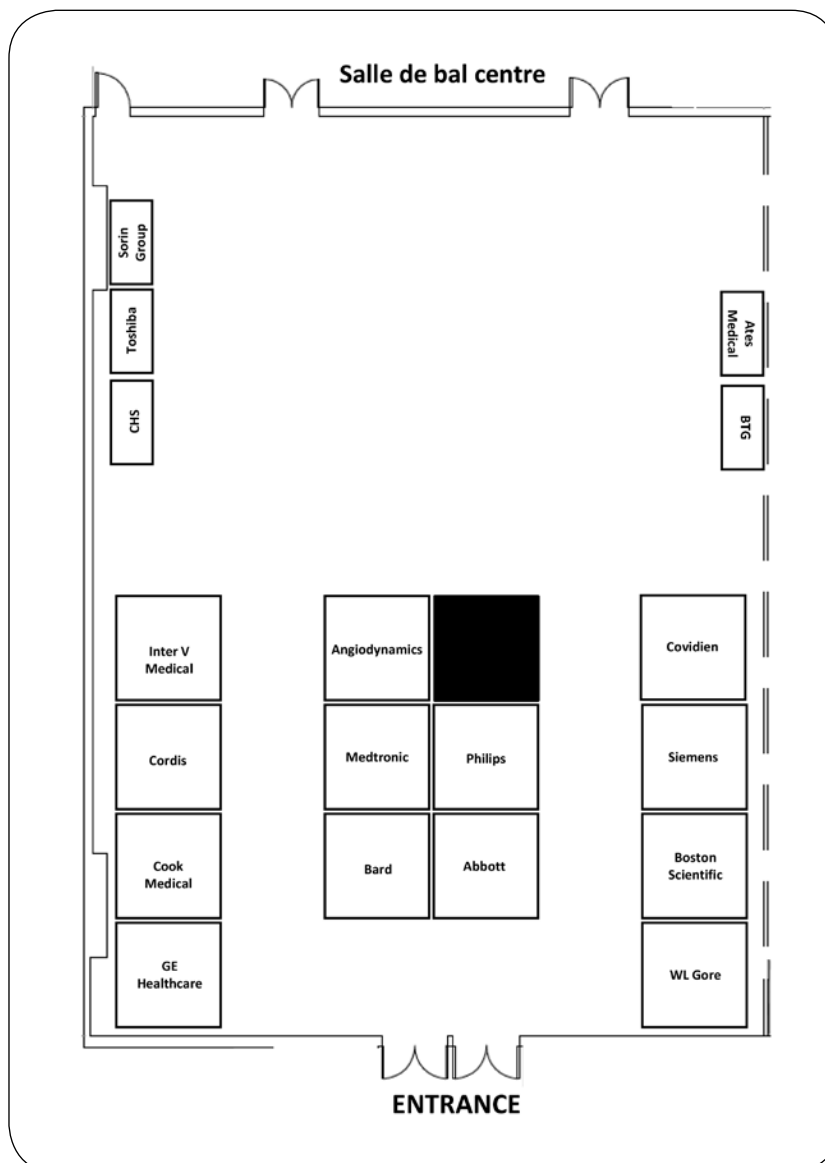 Salle de bal centre
Sorin
Group
Toshiba
CHS
Ates
Medical
BTG
Inter V
Medical
Angiodynamics
Covidien
Cordis
Medtronic
Philips
Siemens
Cook
Medical
Bard
Abbott
Boston
Scientific
GE
Healthcare
WL Gore
ENTRANCE